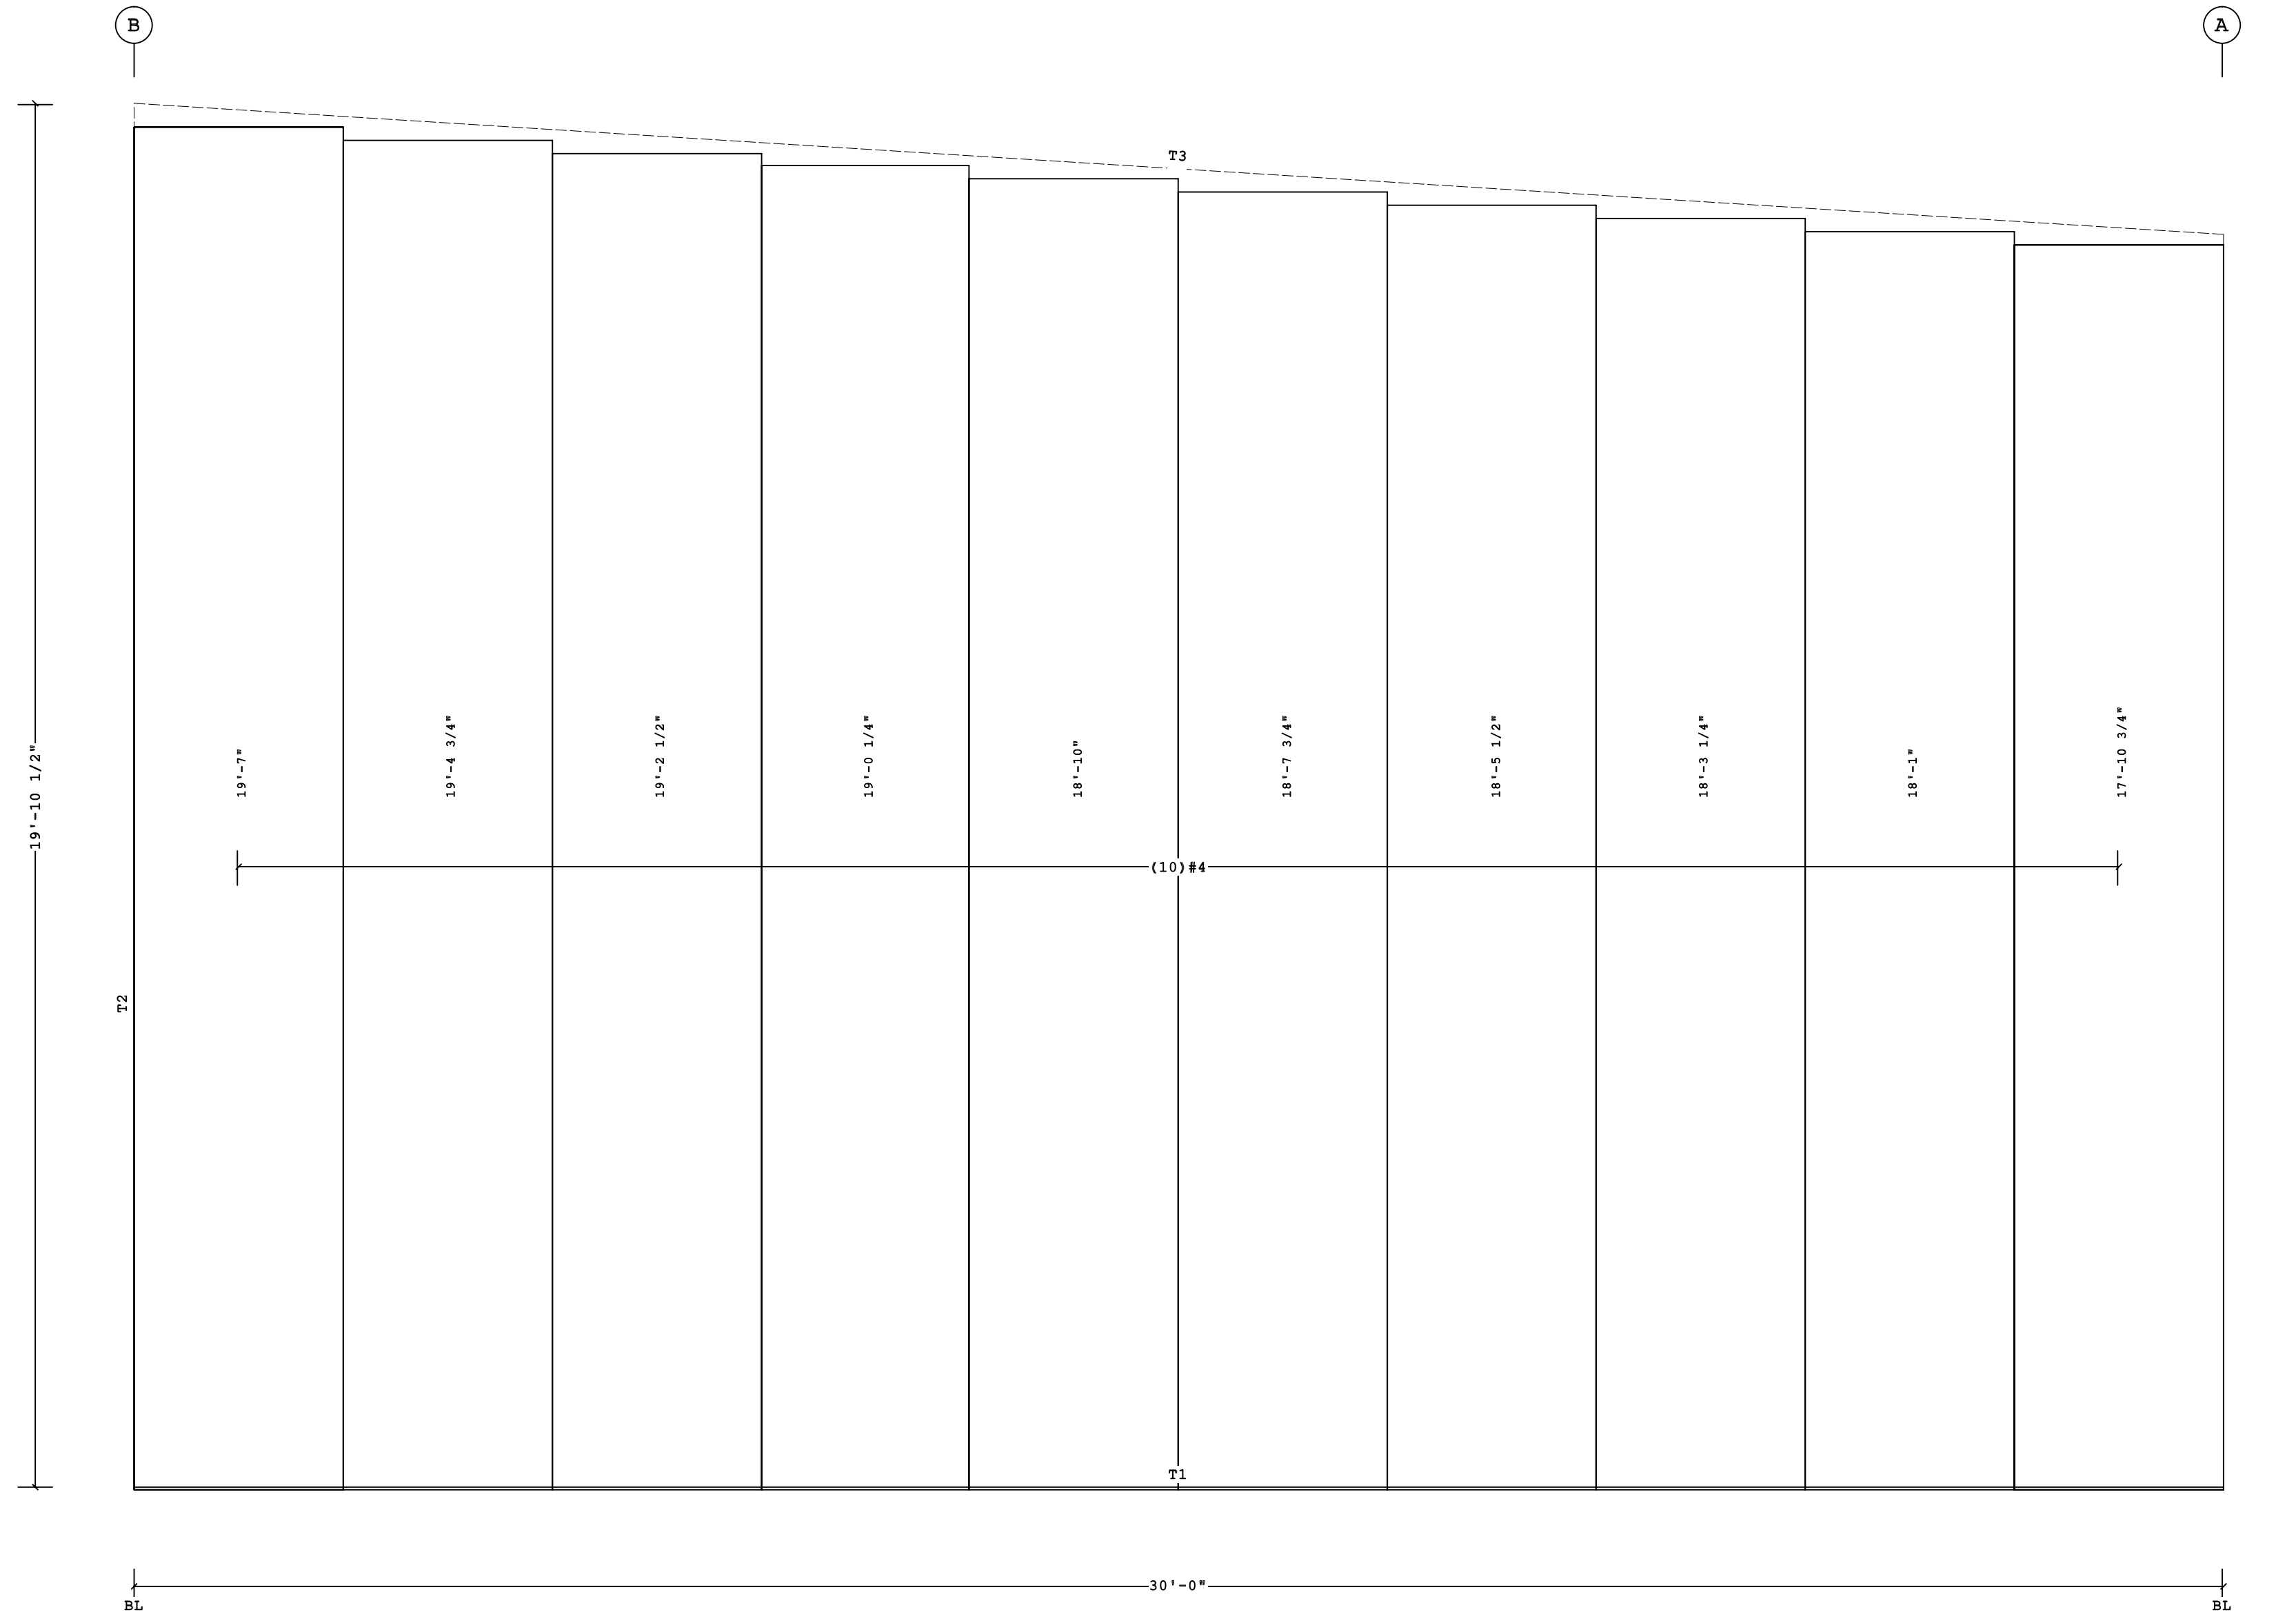 B
A
T3
19'-10 1/2"
19'-7"
19'-4 3/4"
19'-2 1/2"
19'-0 1/4"
18'-10"
18'-7 3/4"
18'-5 1/2"
18'-3 1/4"
18'-1"
17'-10 3/4"
(10)#4
T2
T1
30'-0"
BL
BL